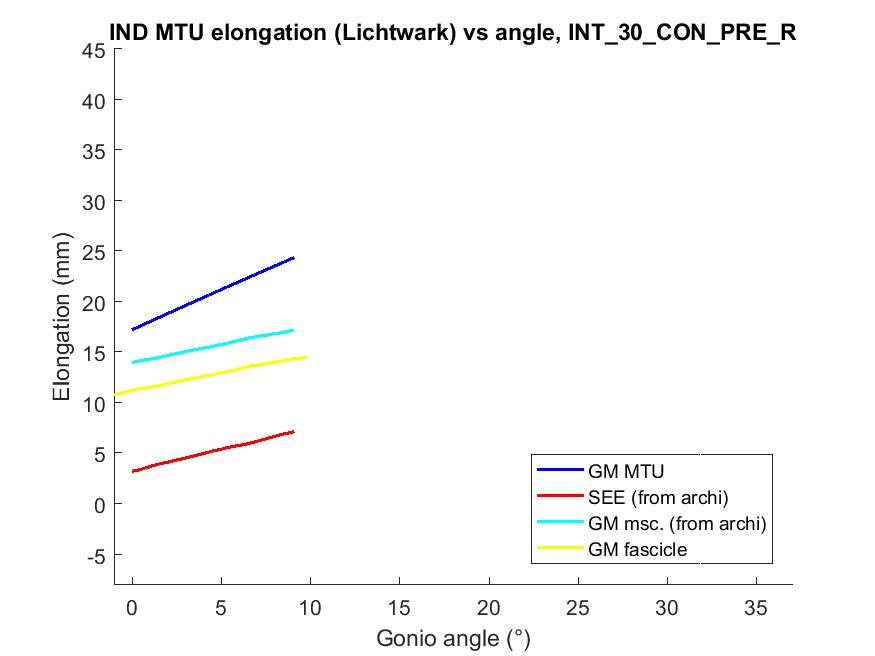 IND MTU elongation (Lichtwark) vs angle, INT_30_CON_PRE_R
45
40
35
30
25
20
15
10
5
0
-5
Elongation (mm)
0 5 10 15 20 25 30 35
Gonio angle (°)
GM MTU
SEE (from archi)
GM msc. (from archi)
GM fascicle